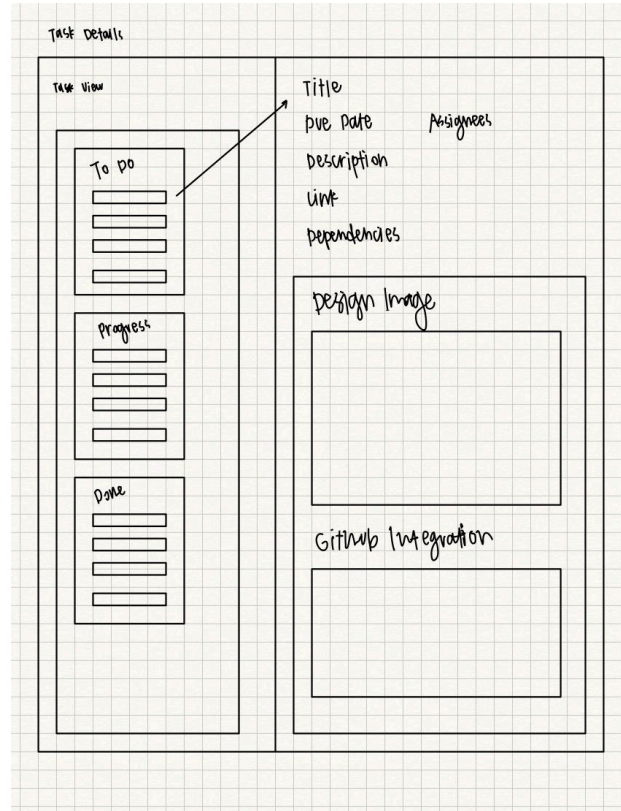 Task Details
Task View
To Do
Progress
Done
Title
Due Date Assignees
Description
Link
Dependencies
Design Image
GitHub Integration